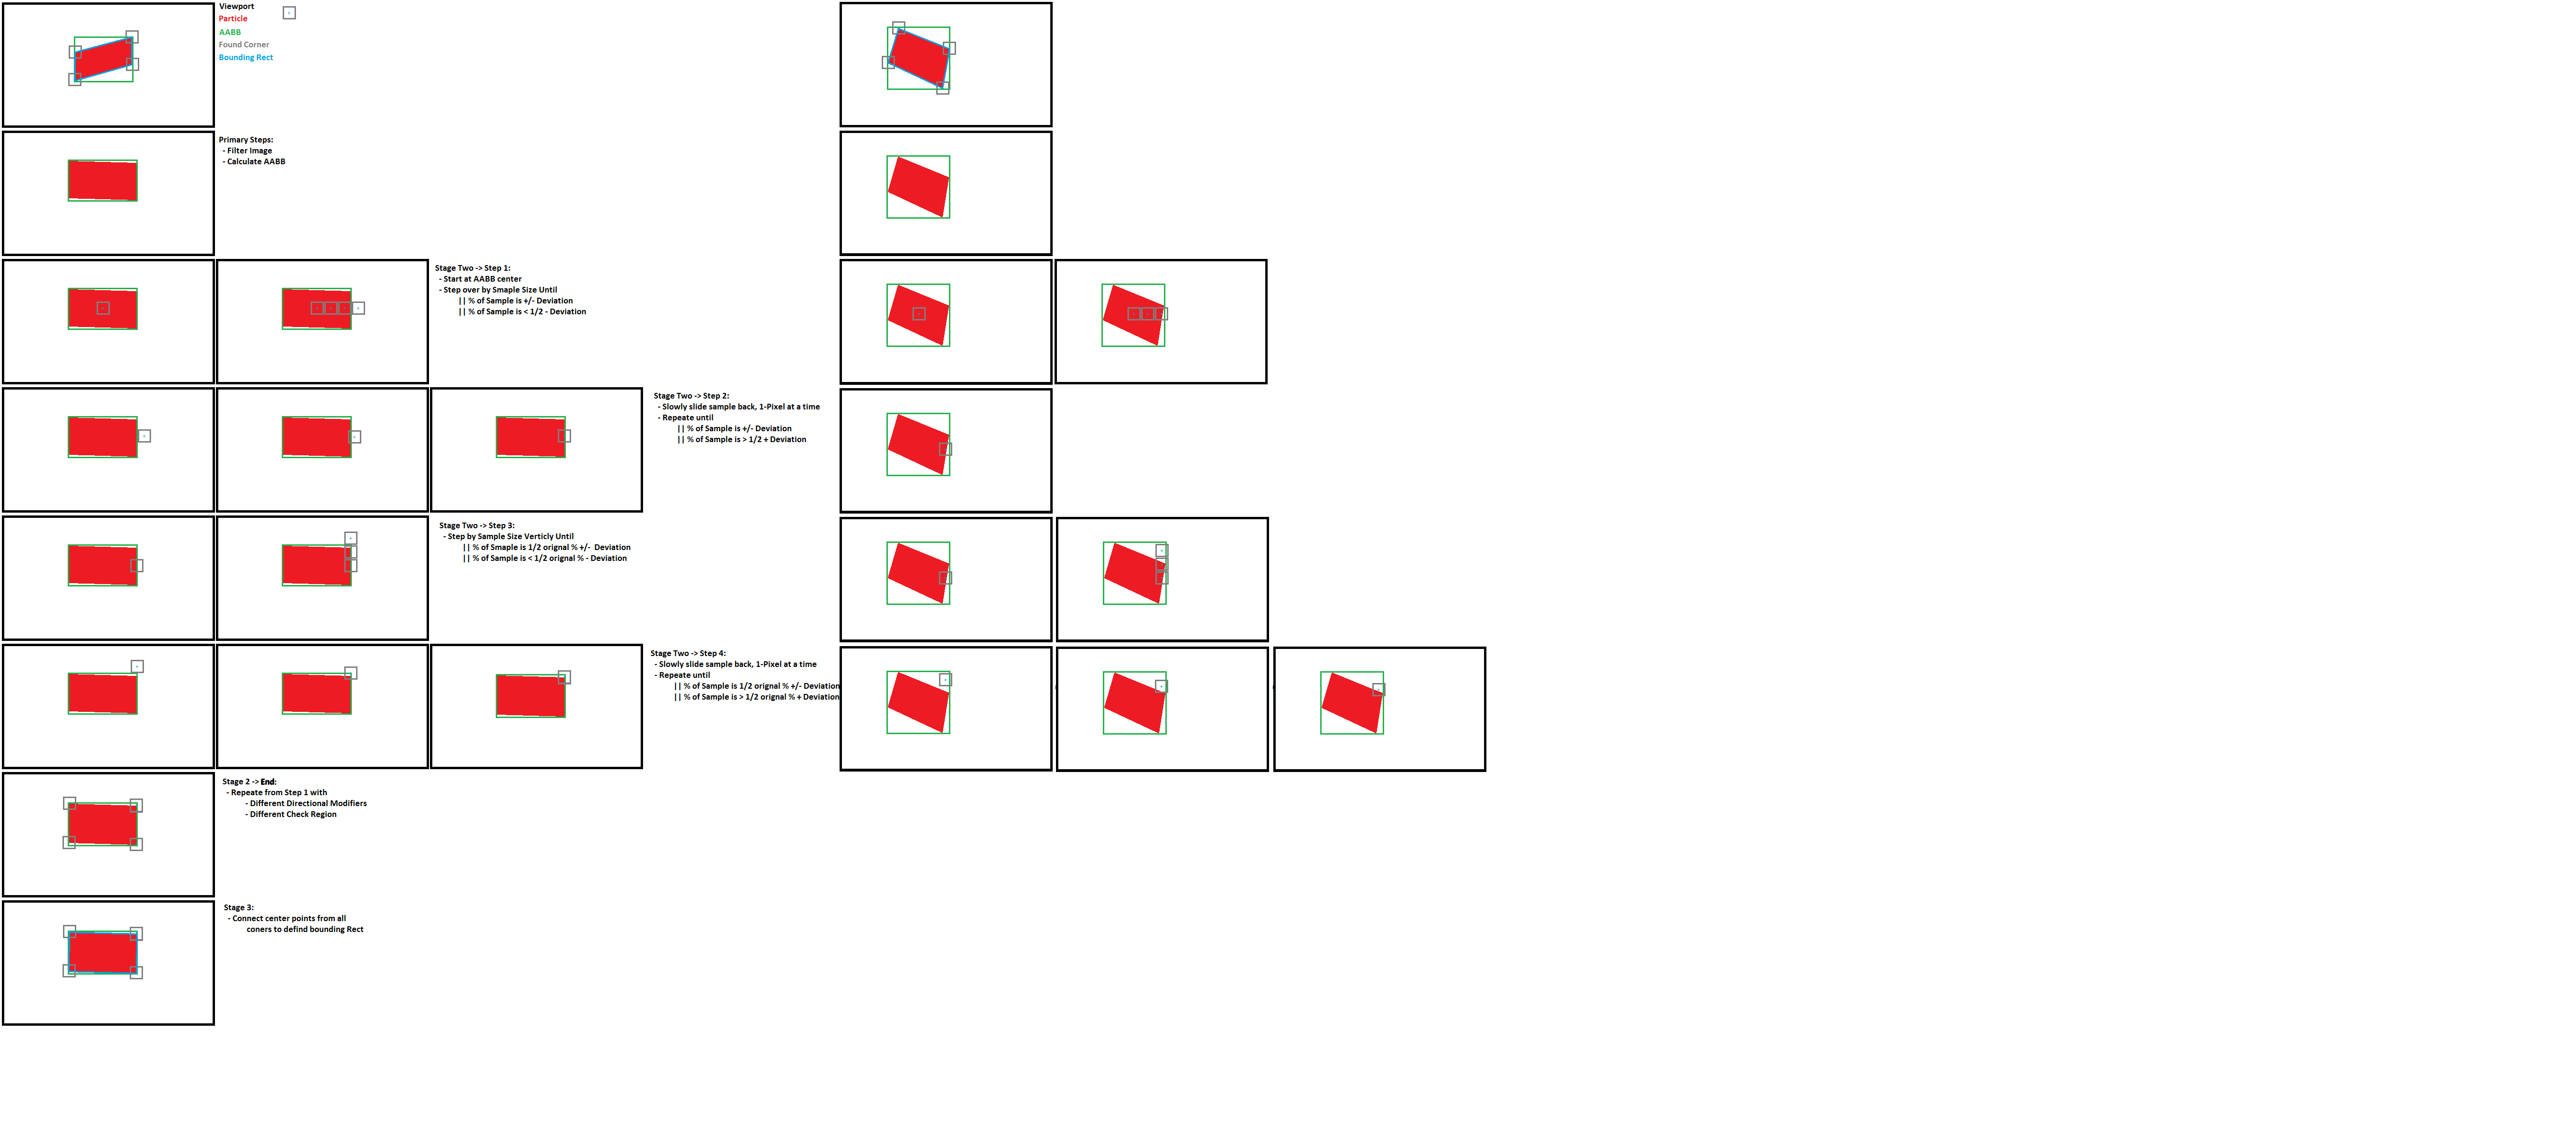 Viewport
Particle
AABB
Found Corner
Bounding Rect
Primary Steps:
- Filter Image
- Calculate AABB
Stage Two -> Step 1:
- Start at AABB center
- Step over by Smaple Size Until
|| % of Sample is +/- Deviation
|| % of Sample is < 1/2 - Deviation
Stage Two -> Step 2:
- Slowly slide sample back, 1-Pixel at a time
- Repeate until
|| % of Sample is +/- Deviation
|| % of Sample is > 1/2 + Deviation
Stage Two -> Step 3:
- Step by Sample Size Verticly Until
|| % of Smaple is 1/2 orignal % +/- Deviation
|| % of Sample is < 1/2 orignal % - Deviation
Stage Two -> Step 4:
- Slowly slide sample back, 1-Pixel at a time
- Repeate until
|| % of Sample is 1/2 orignal % +/- Deviation
|| % of Sample is > 1/2 orignal % + Deviation
Stage 2 -> End:
- Repeate from Step 1 with
- Different Directional Modifiers
- Different Check Region
Stage 3:
- Connect center points from all
coners to defind bounding Rect